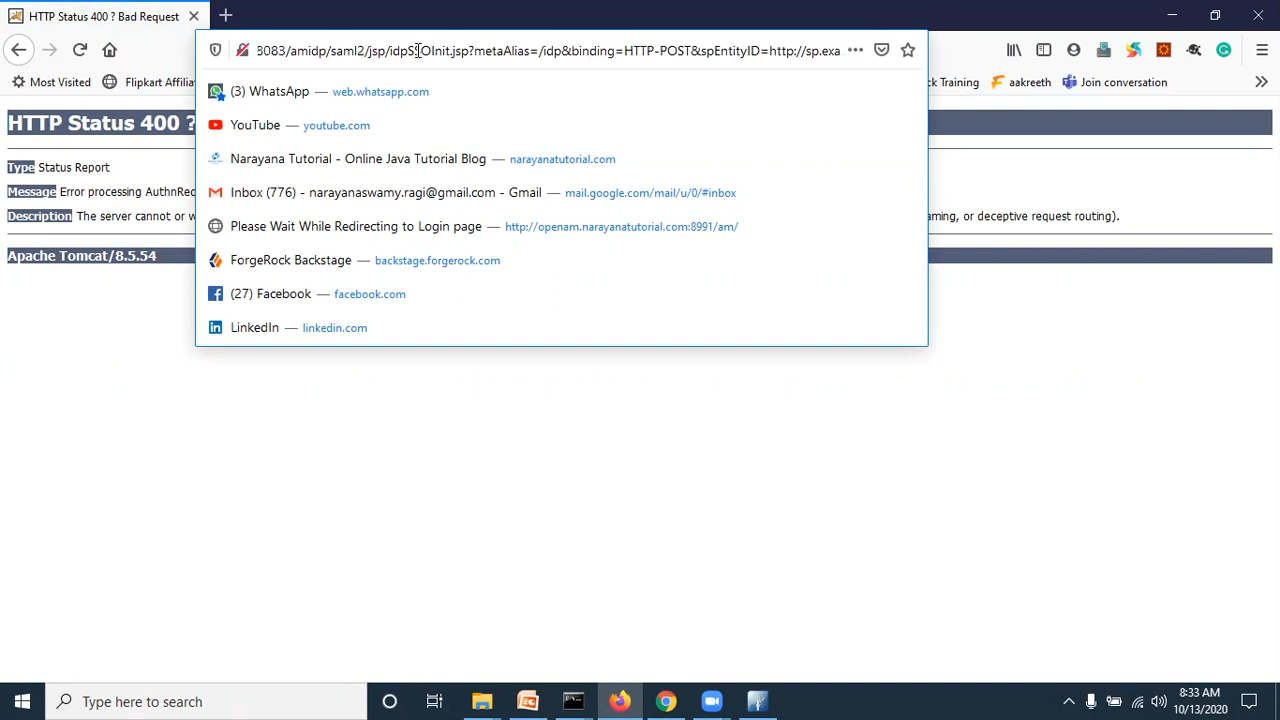 HTTP Status 400 ? Bad Request
8083/amidp/saml2/jsp/idpSSOInit.jsp?metaAlias=/idp&binding=HTTP-POST&spEntityID=http://sp.exa
Most Visited
Flipkart Affiliat
ck Training
aakreeth
Join conversation
(3) WhatsApp — web.whatsapp.com
YouTube — youtube.com
Narayana Tutorial - Online Java Tutorial Blog — narayanatutorial.com
Inbox (776) - narayanaswamy.ragi@gmail.com - Gmail — mail.google.com/mail/u/0/#inbox
Please Wait While Redirecting to Login page — http://openam.narayanatutorial.com:8991/am/
ForgeRock Backstage — backstage.forgerock.com
(27) Facebook — facebook.com
LinkedIn — linkedin.com
HTTP Status 400 ?
Type Status Report
Message Error processing AuthnRec
Description The server cannot or w aming, or deceptive request routing).
Apache Tomcat/8.5.54
Type here to search
8:33 AM
10/13/2020